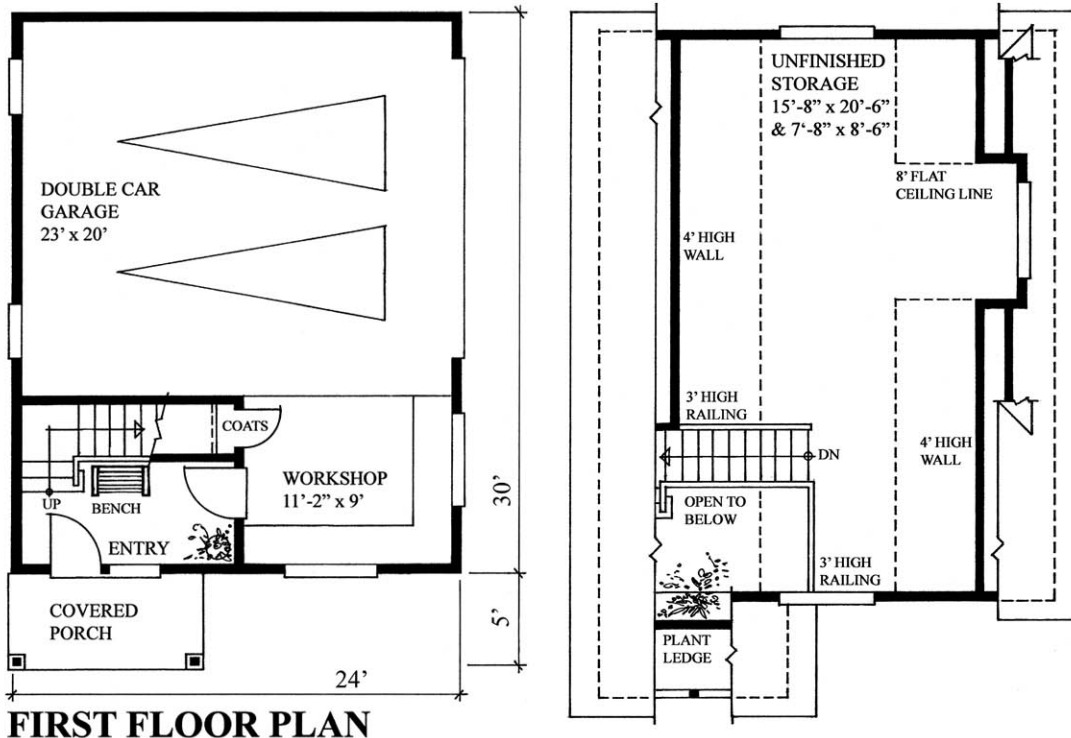 DOUBLE CAR
GARAGE
23' x 20'
COATS
WORKSHOP
11'-2” x 9'
UP
BENCH
ENTRY
COVERED
PORCH
30'
5'
24'
FIRST FLOOR PLAN
UNFINISHED
STORAGE
15'-8” x 20'-6”
& 7'-8” x 8'-6”
8' FLAT
CEILING LINE
4' HIGH
WALL
3' HIGH
RAILING
DN
4' HIGH
WALL
OPEN TO
BELOW
3' HIGH
RAILING
PLANT
LEDGE